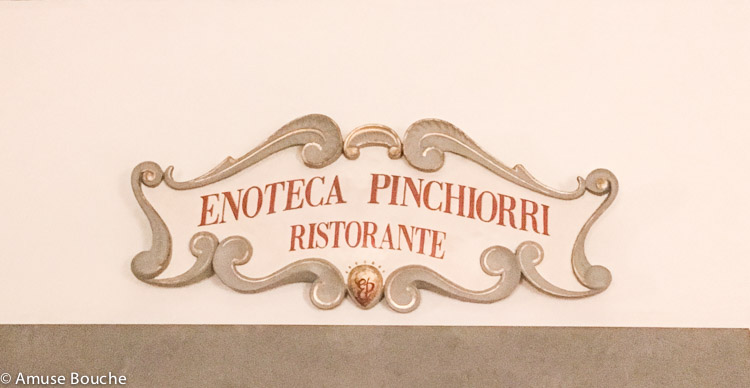 ENOTECA PINCHIORRI
RISTORANTE
© Amuse Bouche